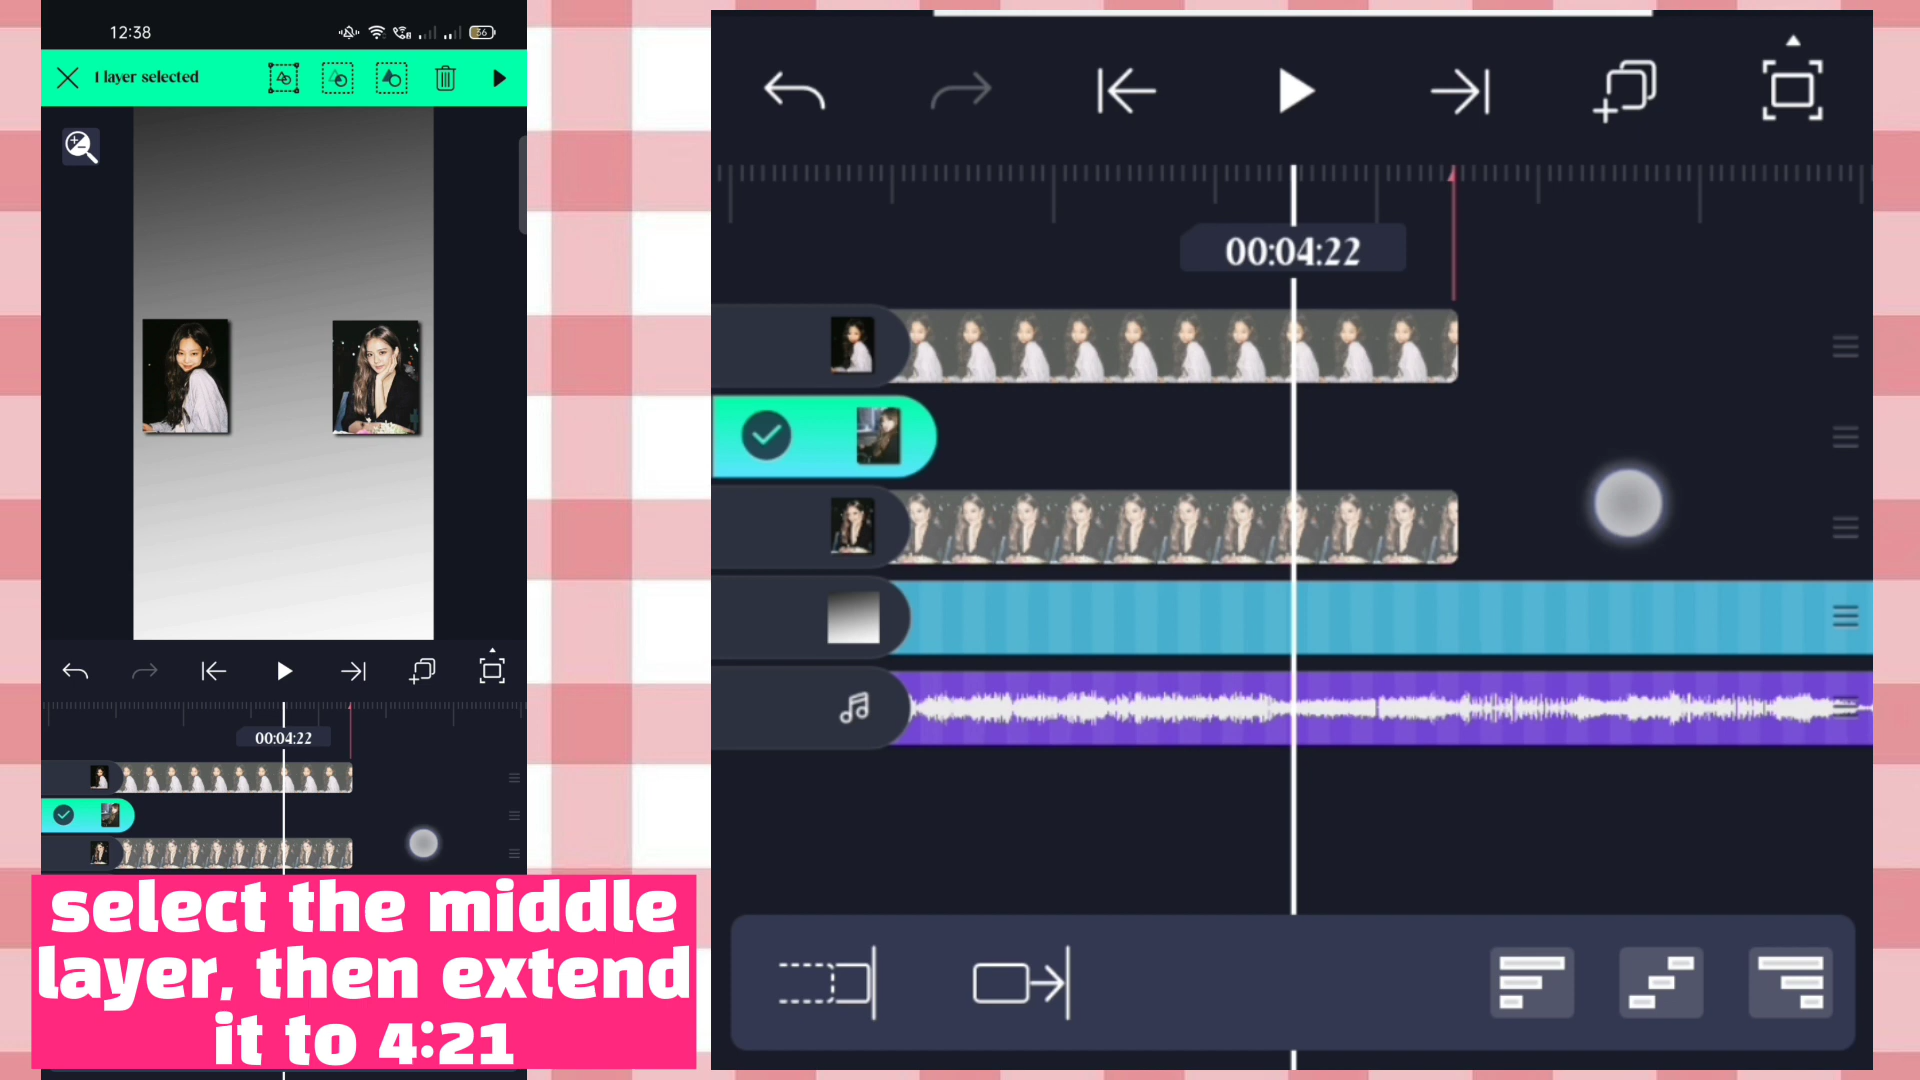 12:38
56
1 layer selected
00:04:22
00:04:22
select the middle
layer, then extend
it to 4:21